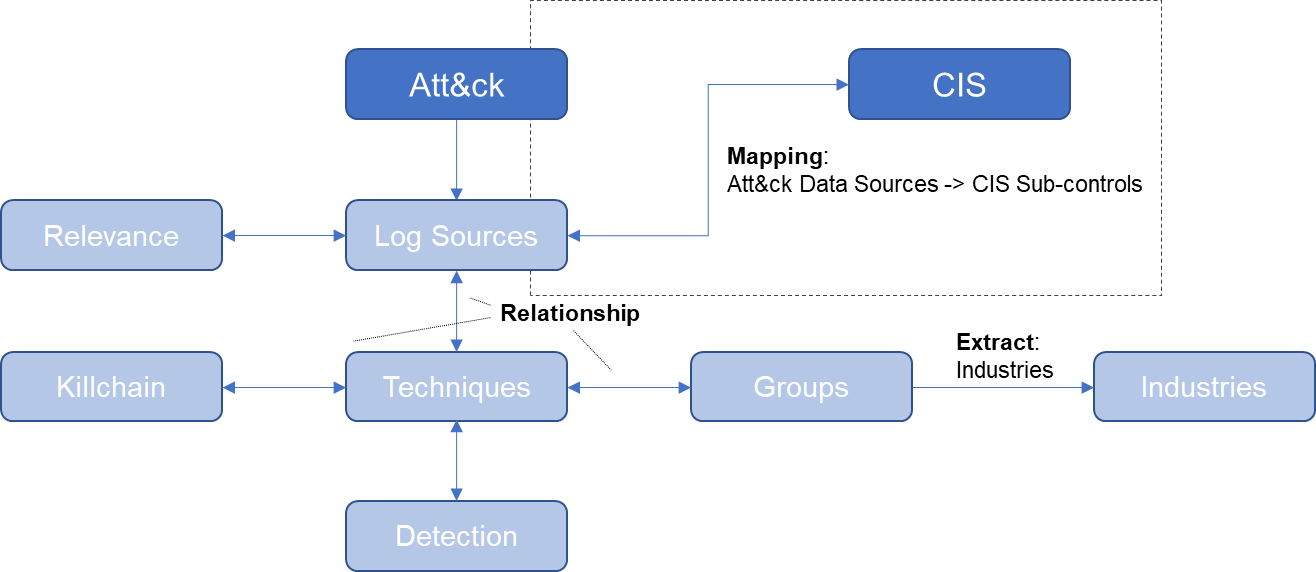 Att&ck
CIS
Mapping:
Att&ck Data Sources -> CIS Sub-controls
Relevance
Log Sources
Relationship
Extract:
Industries
Killchain
Techniques
Groups
Industries
Detection